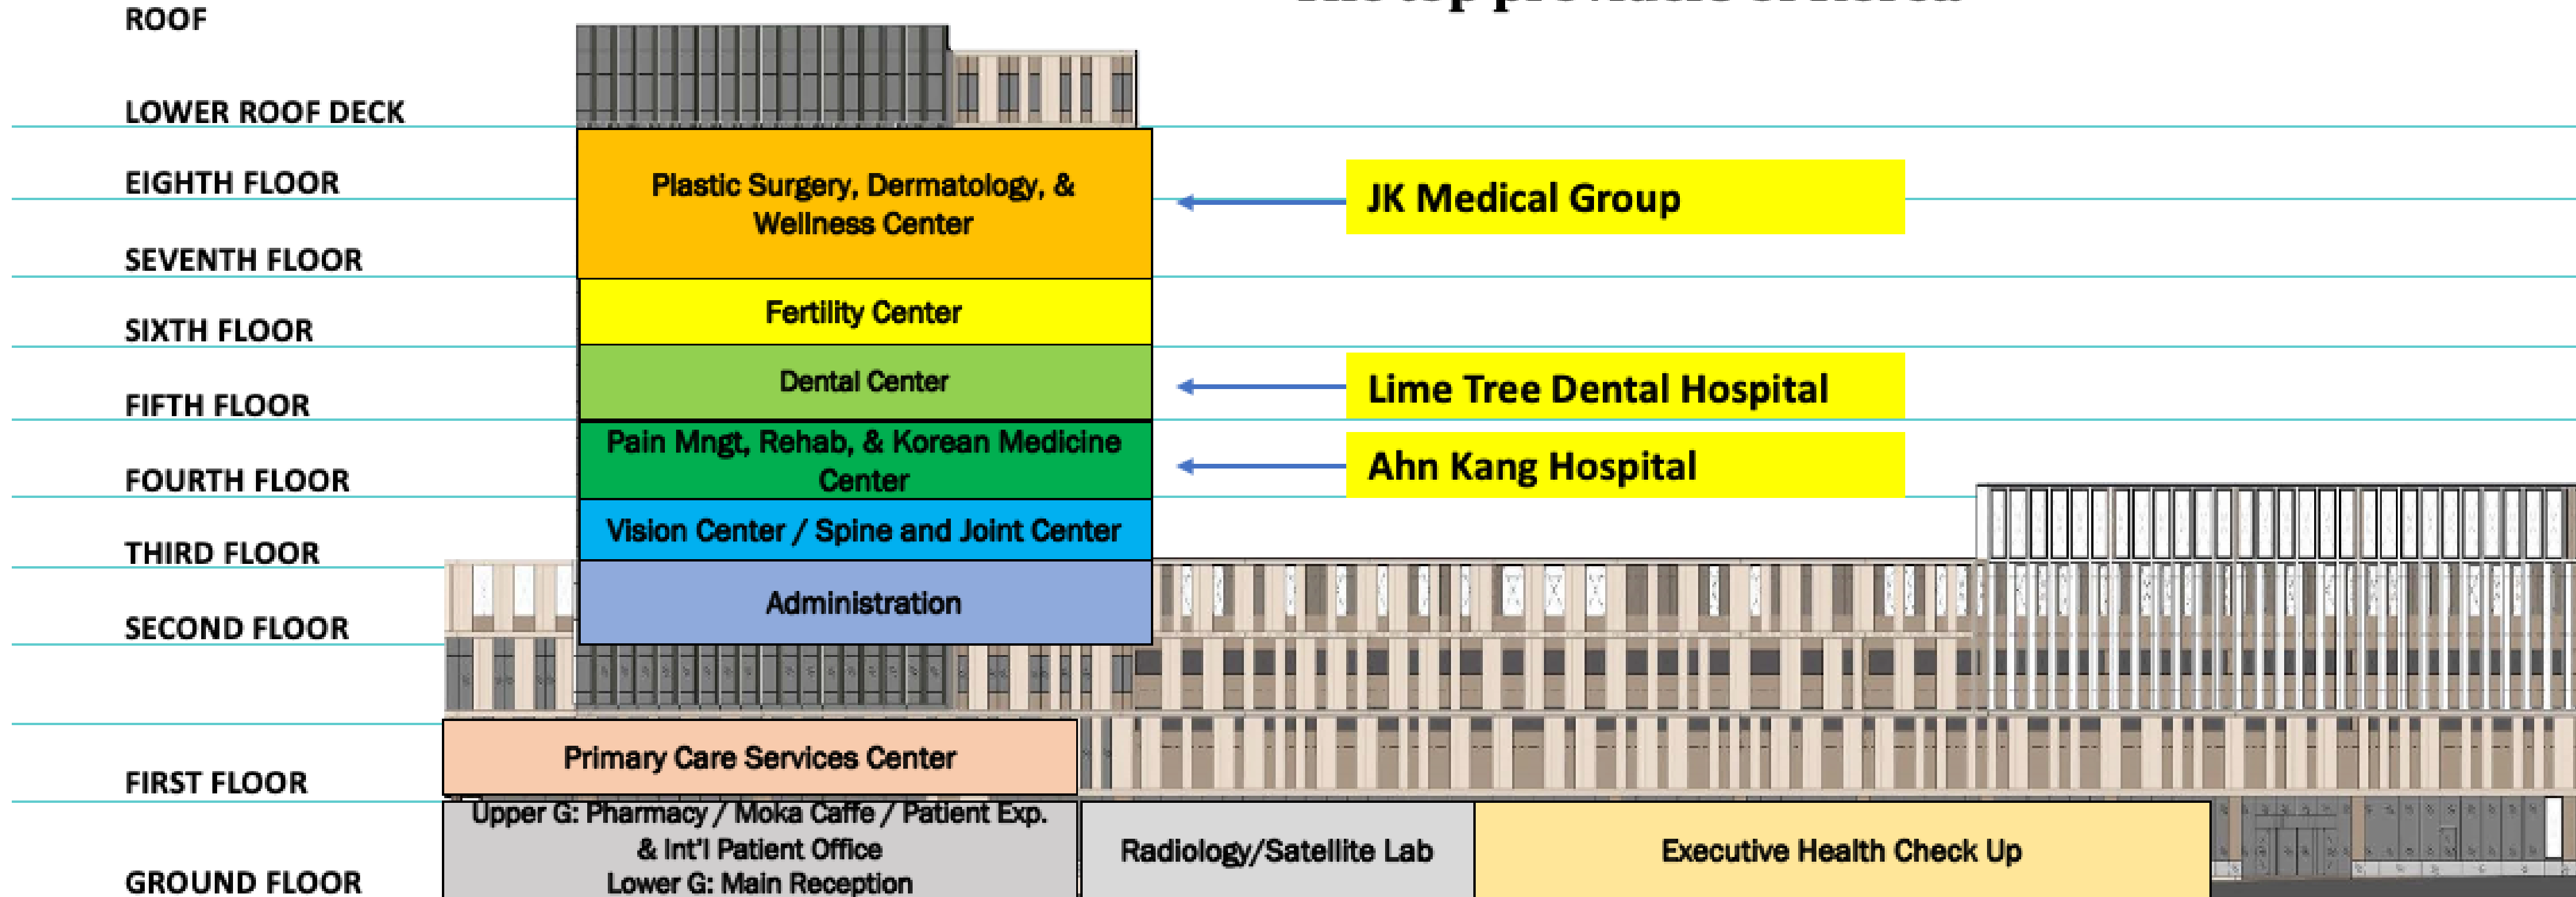 ROOF
LOWER ROOF DECK
EIGHTH FLOOR
SEVENTH FLOOR
SIXTH FLOOR
FIFTH FLOOR
FOURTH FLOOR
THIRD FLOOR
SECOND FLOOR
FIRST FLOOR
GROUND FLOOR
Plastic Surgery, Dermatology, &
Wellness Center
Fertility Center
Dental Center
Pain Mngt, Rehab, & Korean Medicine
Center
Vision Center / Spine and Joint Center
Administration
Primary Care Services Center
Upper G: Pharmacy / Moka Caffe / Patient Exp.
& Int'l Patient Office
Lower G: Main Reception
Radiology/Satellite Lab
Executive Health Check Up
JK Medical Group
Lime Tree Dental Hospital
Ahn Kang Hospital